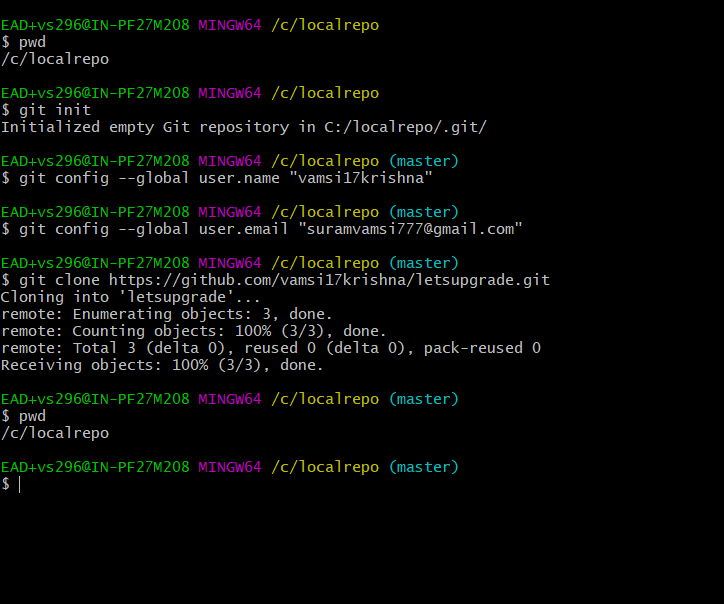 EAD+vs296@IN-PF27M208 MINGW64 /c/localrepo
$ pwd
/c/localrepo
EAD+vs296@IN-PF27M208 MINGW64 /c/localrepo
$ git init
Initialized empty Git repository in C:/localrepo/.git/
EAD+vs296@IN-PF27M208 MINGW64 /c/localrepo (master)
$ git config --global user.name "vamsi17krishna"
EAD+vs296@IN-PF27M208 MINGW64 /c/localrepo (master)
$ git config --global user.email "suramvamsi777@gmail.com"
EAD+vs296@IN-PF27M208 MINGW64 /c/localrepo (master)
$ git clone https://github.com/vamsi17krishna/letsupgrade.git
Cloning into 'letsupgrade'...
remote: Enumerating objects: 3, done.
remote: Counting objects: 100% (3/3), done.
remote: Total 3 (delta 0), reused 0 (delta 0), pack-reused 0
Receiving objects: 100% (3/3), done.
EAD+vs296@IN-PF27M208 MINGW64 /c/localrepo (master)
$ pwd
/c/localrepo
EAD+vs296@IN-PF27M208 MINGW64 /c/localrepo (master)
$